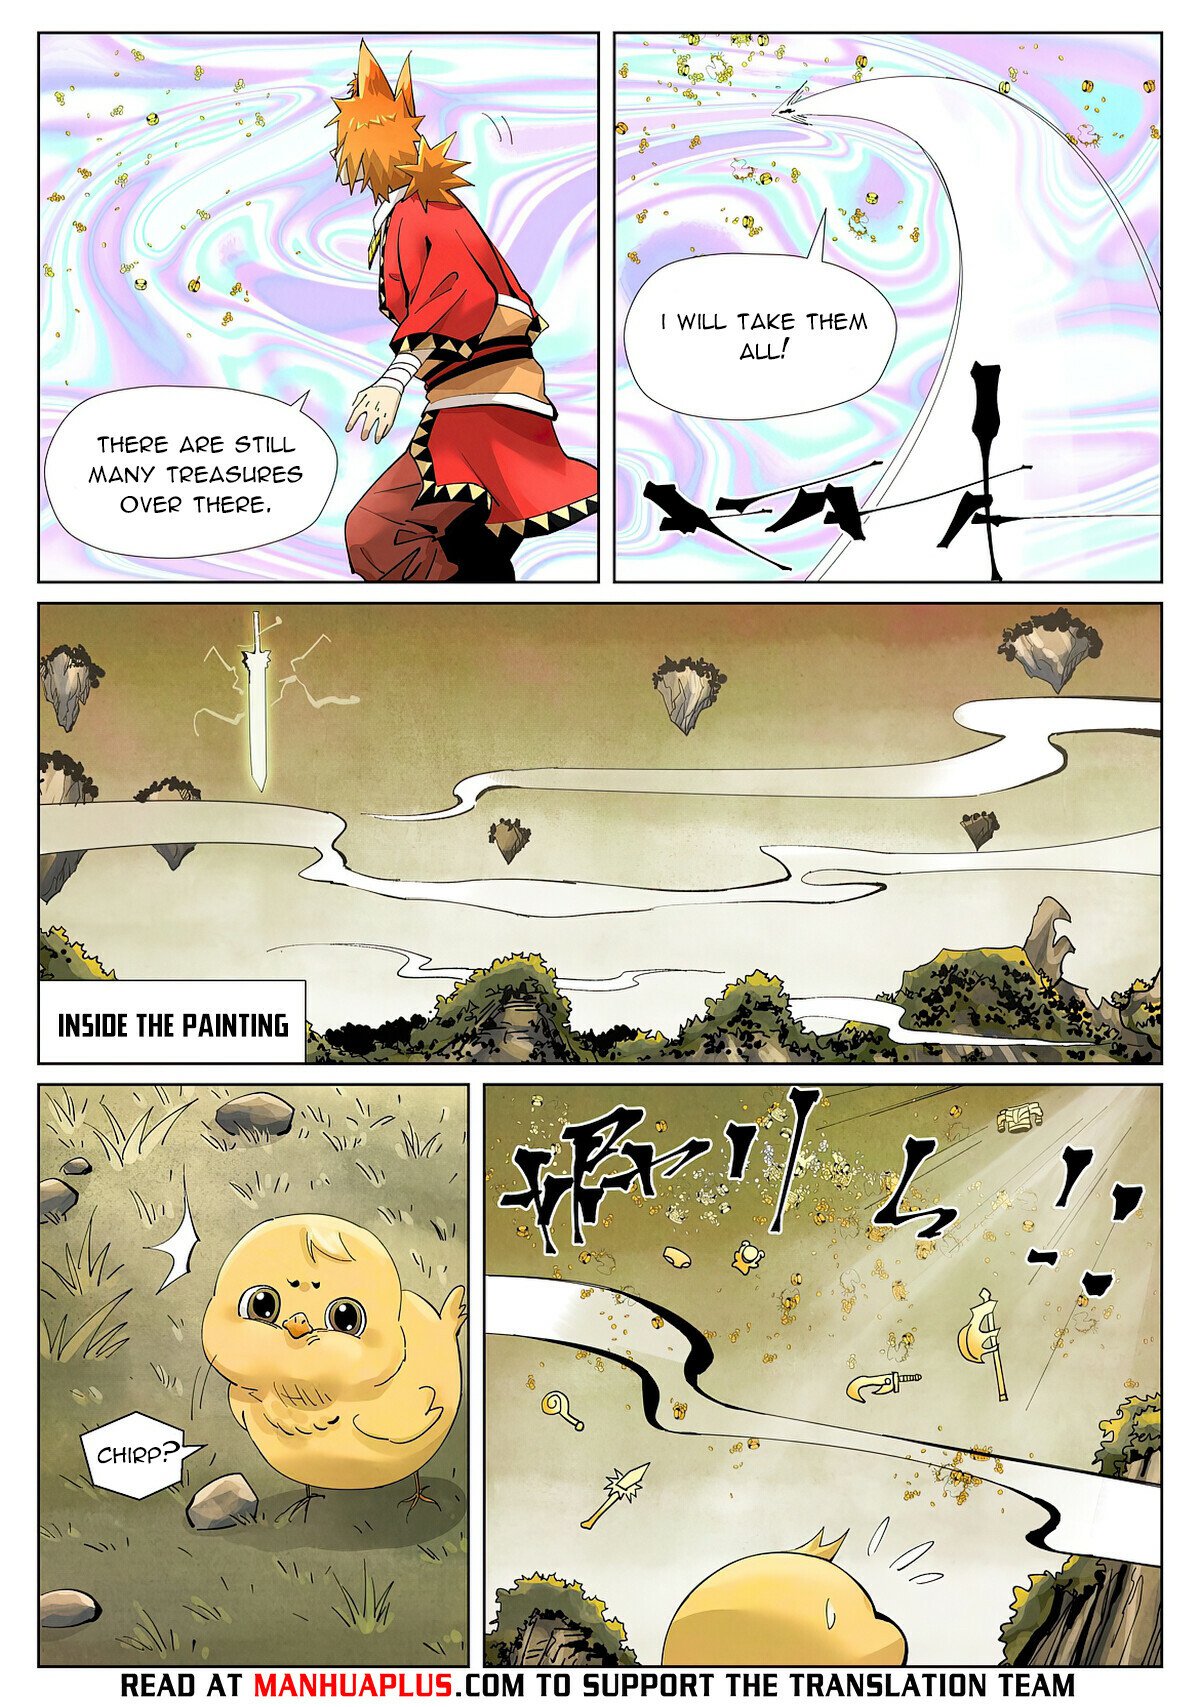 THERE ARE STILL
MANY TREASURES
OVER THERE.
I WILL TAKE THEM
ALL!
INSIDE THE PAINTING
CHIRP?
READ AT MANHUAPLUS.COM TO SUPPORT THE TRANSLATION TEAM